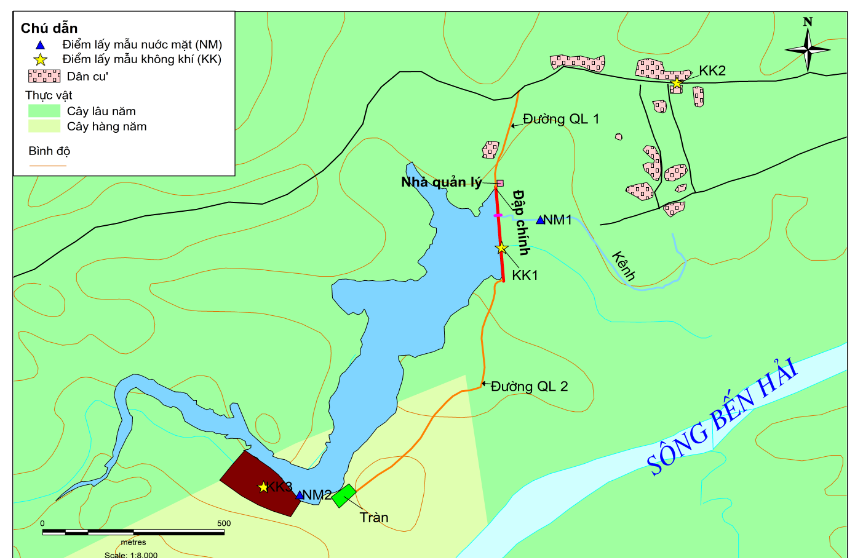 Chú dẫn
Điểm lấy mẫu nước mặt (NM)
Điểm lấy mẫu không khí (KK)
Dân cư
Thực vật
Cây lâu năm
Cây hàng năm
Bình độ
N
KK2
Đường QL 1
Nhà quản lý
Đập chính
NM1
KK1
Kênh
Đường QL 2
SÔNG BẾN HẢI
KK3
NM2
Tràn
0
500
metres
Scale: 1:8,000